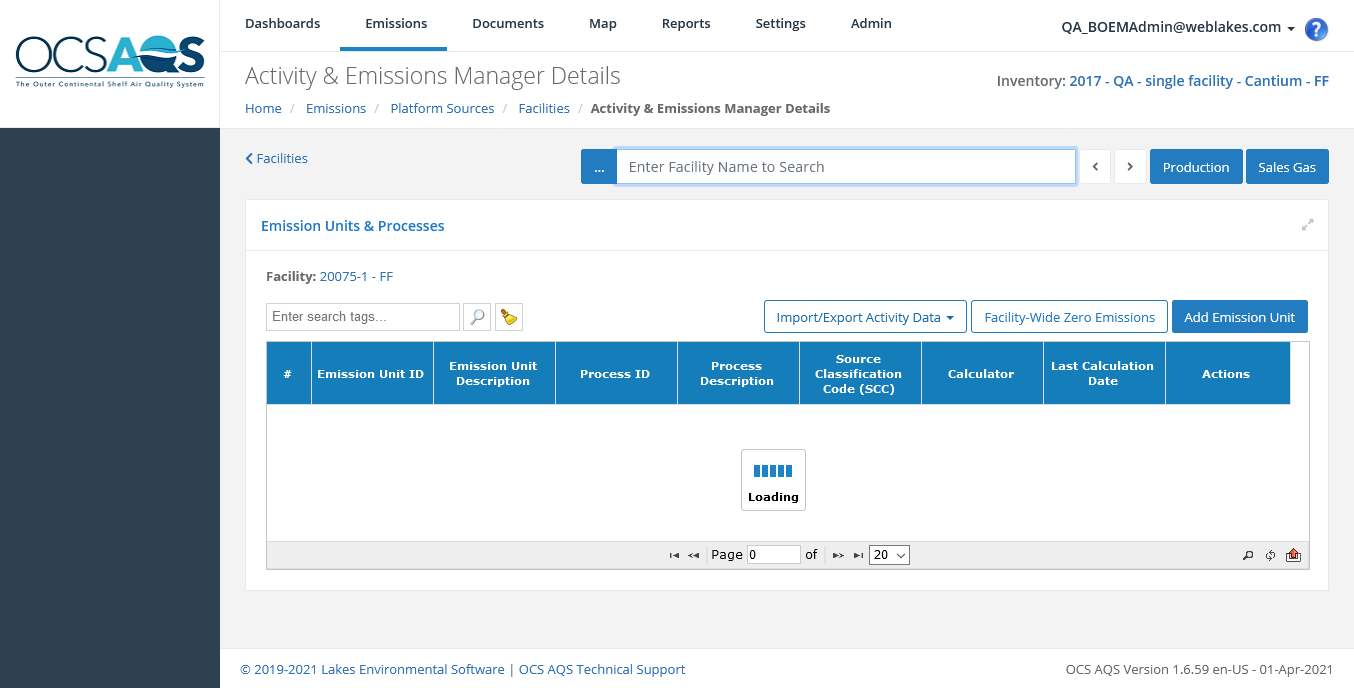 Dashboards Emissions Documents Map Reports Settings Admin
QA_BOEMAdmin@weblakes.com ?
OCSAQS
The Outer Continental Shelf Air Quality System
Activity & Emissions Manager Details
Inventory: 2017 - QA - single facility - Cantium - FF
Home / Emissions / Platform Sources / Facilities / Activity & Emissions Manager Details
Facilities
... Enter Facility Name to Search Production Sales Gas
Emission Units & Processes
Facility: 20075-1 - FF
Enter search tags... Import/Export Activity Data Facility-Wide Zero Emissions Add Emission Unit
# Emission Unit ID Emission Unit Description Process ID Process Description Source Classification Code (SCC) Calculator Last Calculation Date Actions
Loading
Page 0 of 20
© 2019-2021 Lakes Environmental Software | OCS AQS Technical Support
OCS AQS Version 1.6.59 en-US - 01-Apr-2021